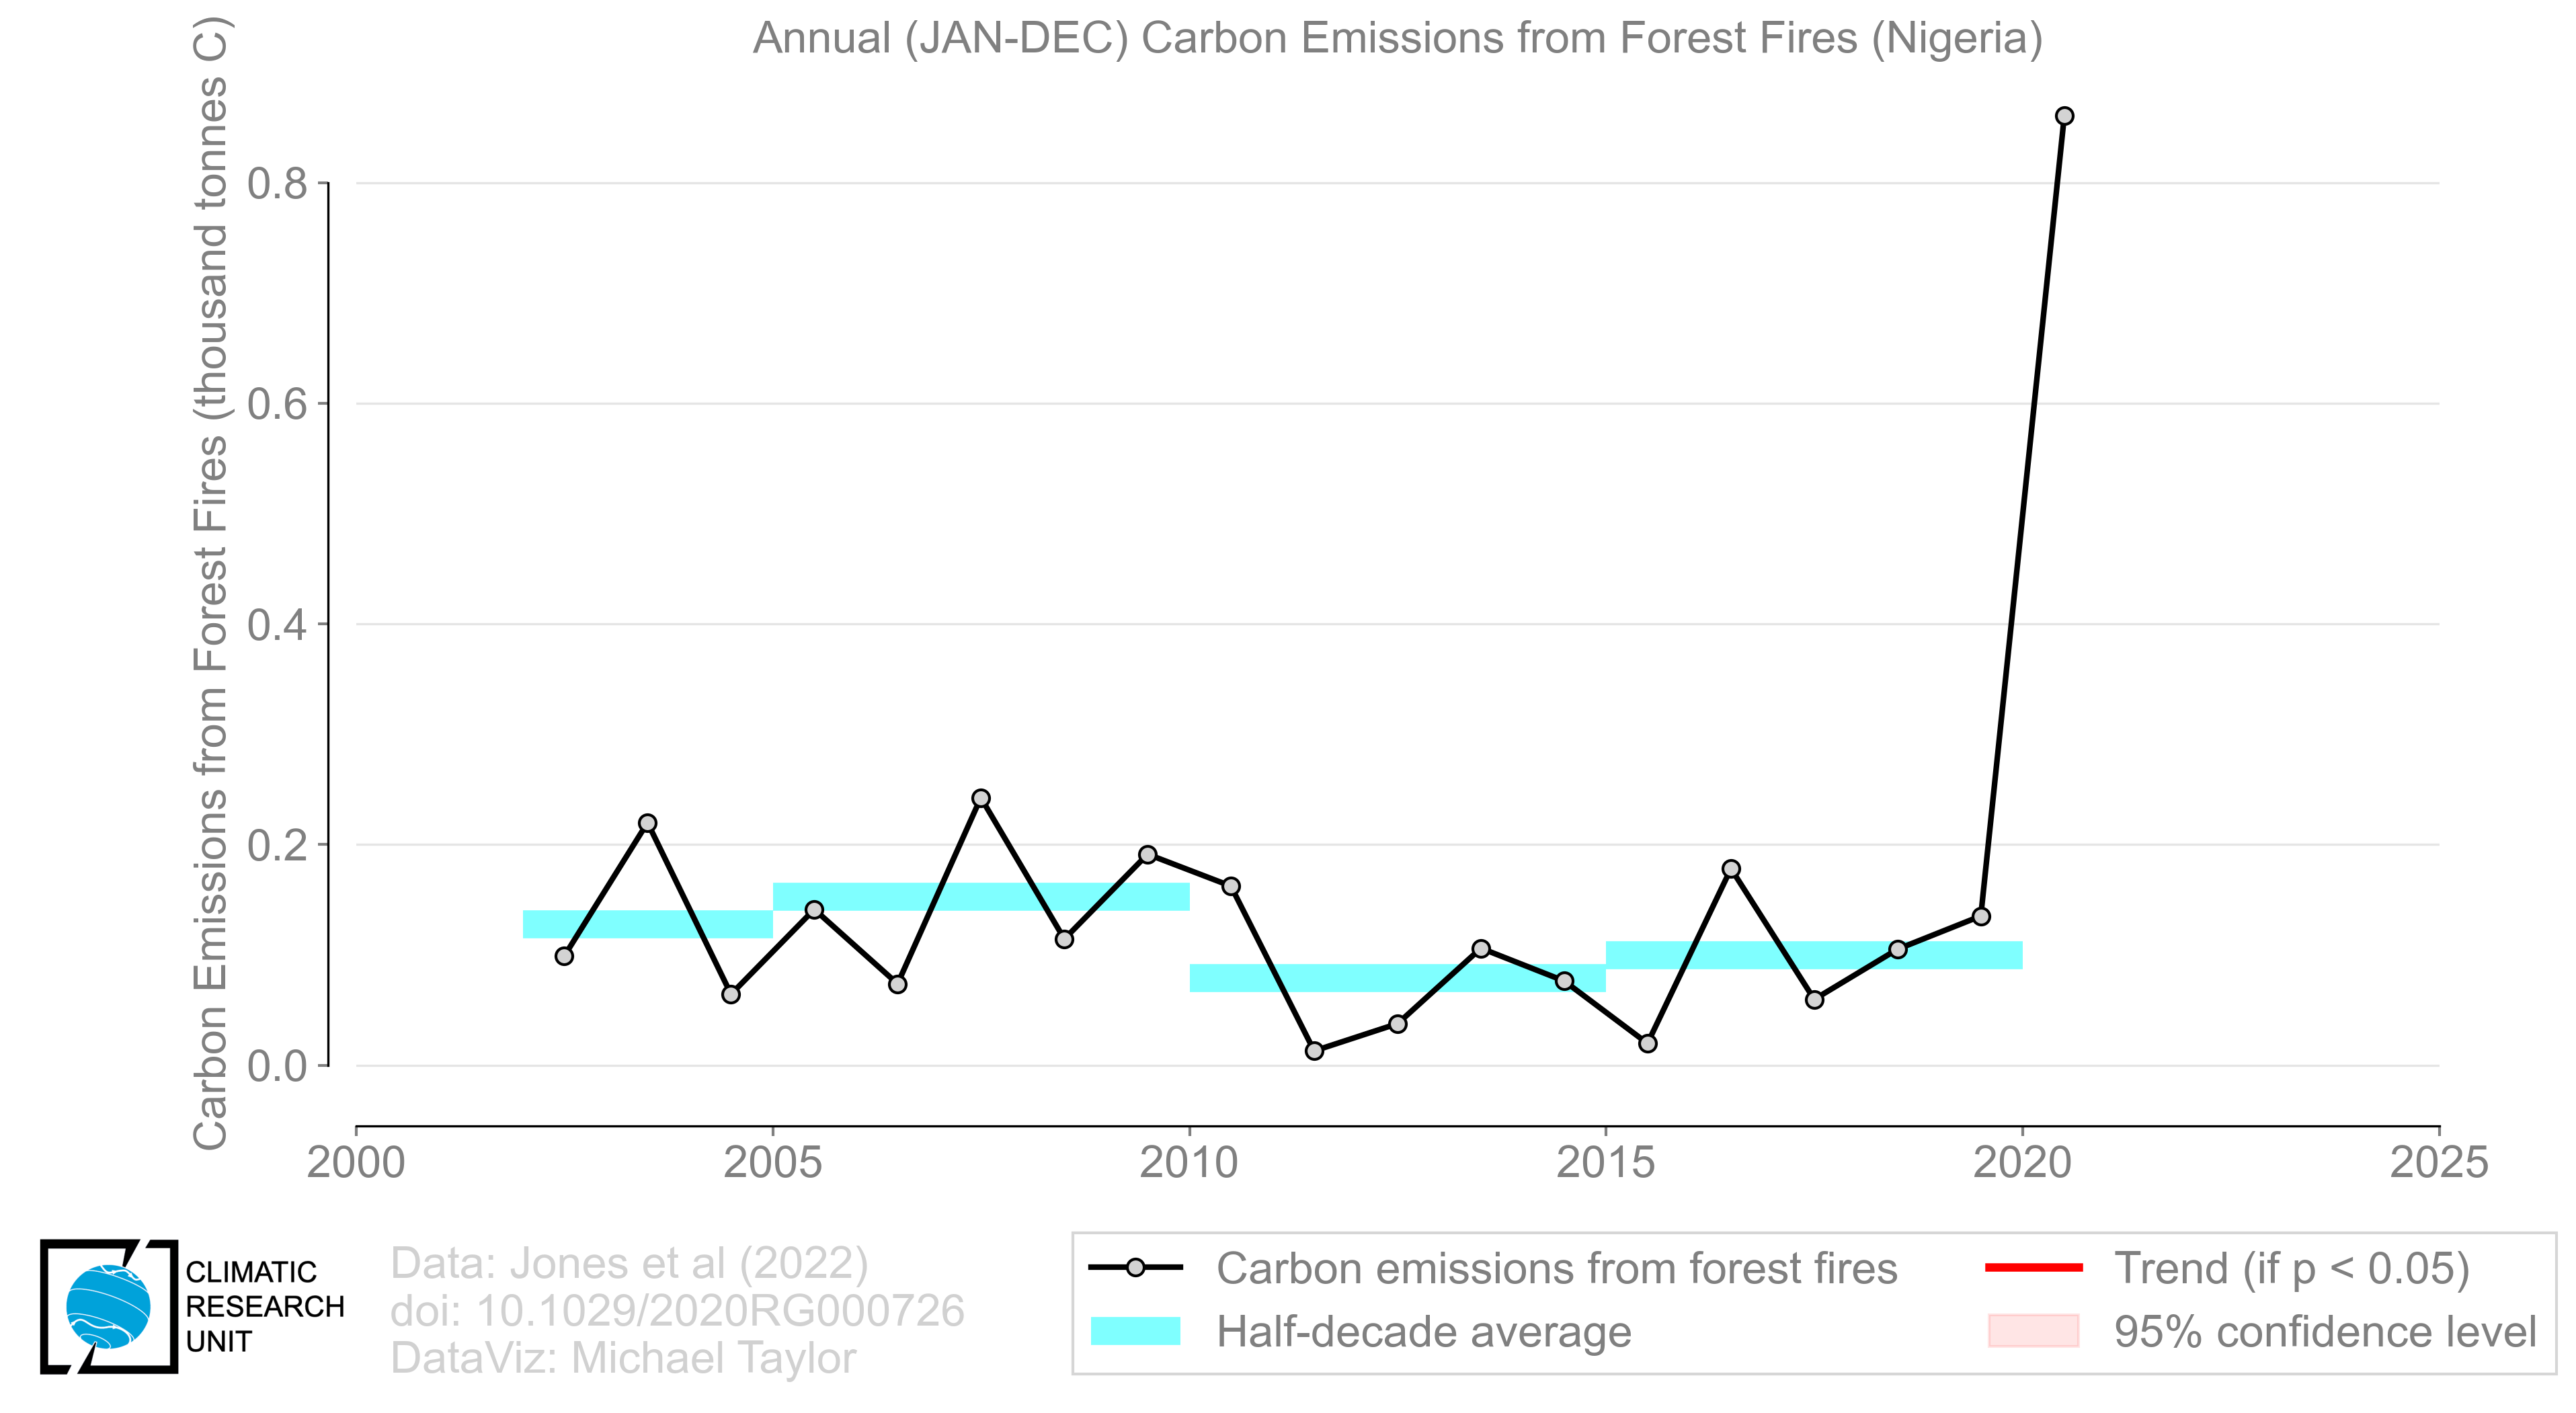 Annual (JAN-DEC) Carbon Emissions from Forest Fires (Nigeria)
Carbon Emissions from Forest Fires (thousand tonnes C)
0.8
0.6
0.4
0.2
0.0
2000 2005 2010 2015 2020 2025
CLIMATIC
RESEARCH
UNIT
Data: Jones et al (2022)
doi: 10.1029/2020RG000726
DataViz: Michael Taylor
Carbon emissions from forest fires
Half-decade average
Trend (if p < 0.05)
95% confidence level